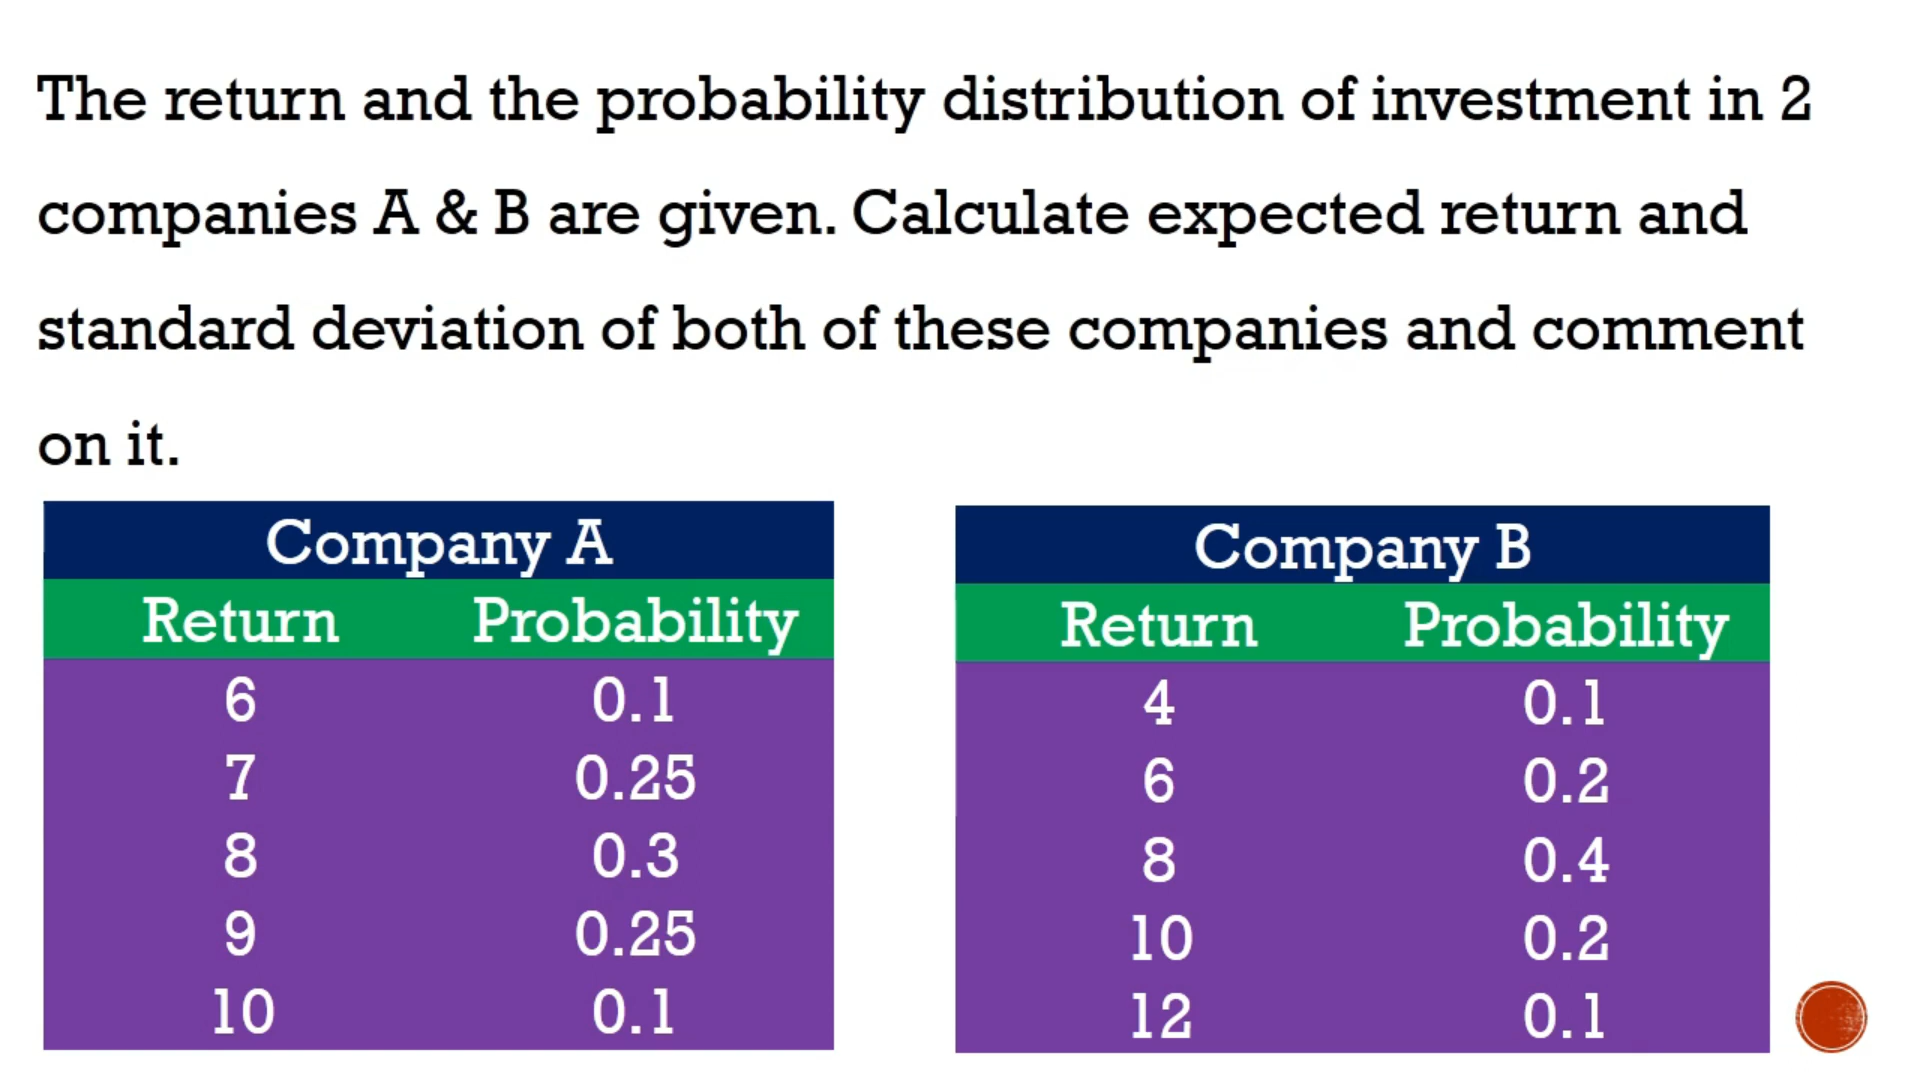 The return and the probability distribution of investment in 2
companies A & B are given. Calculate expected return and
standard deviation of both of these companies and comment
on it.
Company A
Return Probability
6 0.1
7 0.25
8 0.3
9 0.25
10 0.1
Company B
Return Probability
4 0.1
6 0.2
8 0.4
10 0.2
12 0.1